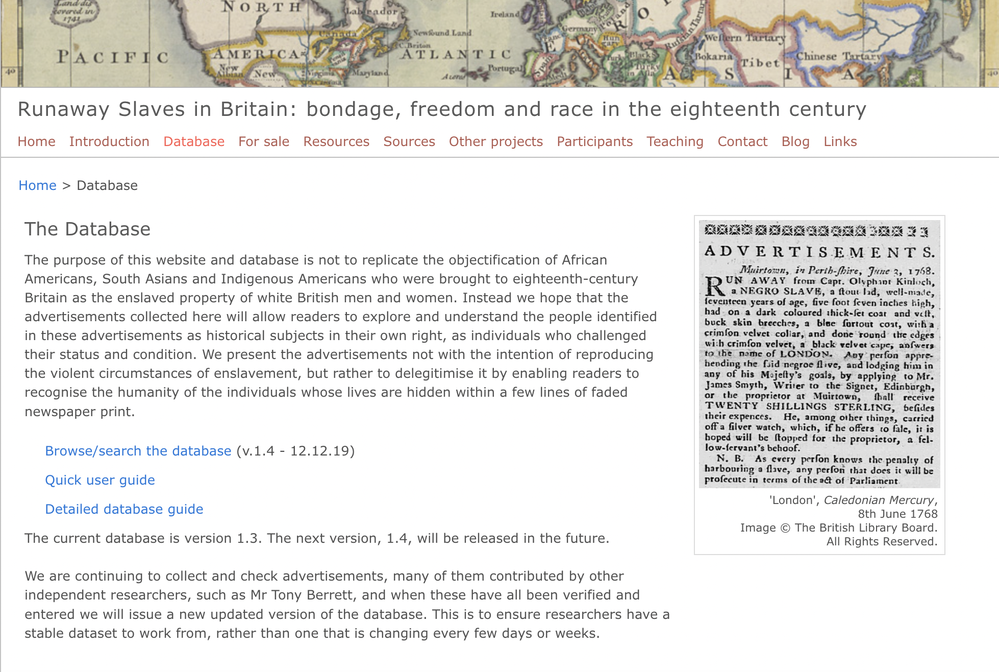 Land dis
covered in
1741
NORTH
Labrador
Ireland
PACIFIC
AMERICA
Canada
Newfound Land
C. Briton
ATLANTIC
New
Albion
New
Virginia
Maryland
Azores
Portugal
Spain
France
Germany
Poland
Hun
gary
E
R
O
Black S
Turky
in Asia
Russian Tartary
Western Tartary
Bokaria
Tibet
Chinese Tartary
A
S
I
A
40
40
Runaway Slaves in Britain: bondage, freedom and race in the eighteenth century
Home Introduction Database For sale Resources Sources Other projects Participants Teaching Contact Blog Links
Home > Database
The Database
The purpose of this website and database is not to replicate the objectification of African
Americans, South Asians and Indigenous Americans who were brought to eighteenth-century
Britain as the enslaved property of white British men and women. Instead we hope that the
advertisements collected here will allow readers to explore and understand the people identified
in these advertisements as historical subjects in their own right, as individuals who challenged
their status and condition. We present the advertisements not with the intention of reproducing
the violent circumstances of enslavement, but rather to delegitimise it by enabling readers to
recognise the humanity of the individuals whose lives are hidden within a few lines of faded
newspaper print.
Browse/search the database (v.1.4 - 12.12.19)
Quick user guide
Detailed database guide
The current database is version 1.3. The next version, 1.4, will be released in the future.
We are continuing to collect and check advertisements, many of them contributed by other
independent researchers, such as Mr Tony Berrett, and when these have all been verified and
entered we will issue a new updated version of the database. This is to ensure researchers have a
stable dataset to work from, rather than one that is changing every few days or weeks.
ADVERTISEMENTS.
Muirtown, in Perth-ſhire, June 3, 1768.
RUN AWAY from Capt. Olyphant Kinloch,
a NEGRO SLAVE, a ſtout lad, well-made,
ſeventeen years of age, five foot ſeven inches high,
had on a dark coloured thick-ſet coat and veſt,
buck skin breeches, a blue ſurtout coat, with a
crimſon velvet collar, and done round the edges
with crimſon velvet, a black velvet cape, anſwers
to the name of LONDON. Any perſon appre-
hending the ſaid negroe ſlave, and lodging him in
any of his Majeſty's goals, by applying to Mr.
James Smyth, Writer to the Signet, Edinburgh,
or the proprietor at Muirtown, ſhall receive
TWENTY SHILLINGS STERLING, beſides
their expences. He, among other things, carried
off a ſilver watch, which, if he offers to ſale, it is
hoped will be ſtopped for the proprietor, a fel-
low-ſervant's behoof.
N. B. As every perſon knows the penalty of
harbouring a ſlave, any perſon that does it will be
proſecute in terms of the act of Parliament.
'London', Caledonian Mercury,
8th June 1768
Image © The British Library Board.
All Rights Reserved.